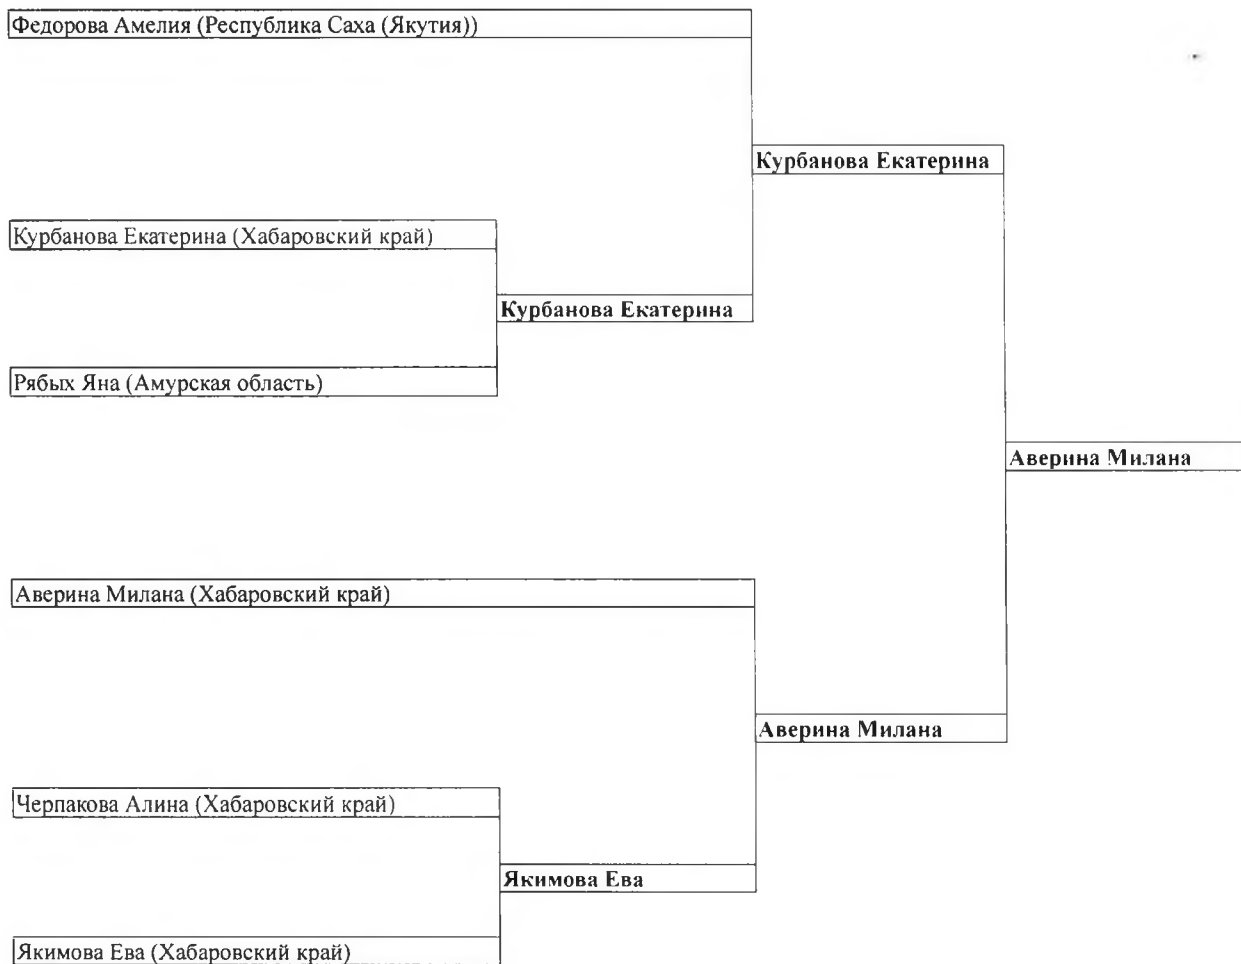 Федорова Амелия (Республика Саха (Якутия))
Курбанова Екатерина
Курбанова Екатерина (Хабаровский край)
Курбанова Екатерина
Рябых Яна (Амурская область)
Аверина Милана
Аверина Милана (Хабаровский край)
Аверина Милана
Черпакова Алина (Хабаровский край)
Якимова Ева
Якимова Ева (Хабаровский край)